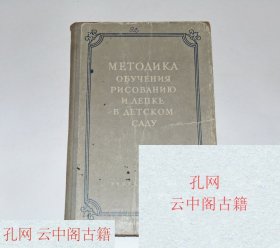 МЕТОДИКА
ОБУЧЕНИЯ
РИСОВАНИЮ
И ЛЕПКЕ
В ДЕТСКОМ
САДУ
孔网
云中阁古籍
孔网
云中阁古籍